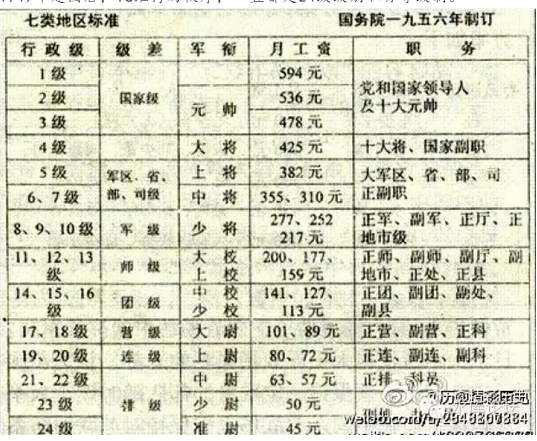 七类地区标准 国务院一九五六年制订
行政级 级差 军衔 月工资 职务
1级 国家级 元帅 594元 党和国家领导人及十大元帅
2级 536元
3级 478元
4级 军区、省、部、司级 大将 425元 十大将、国家副职
5级 上将 382元 大军区、省、部、司正副职
6、7级 中将 355、310元
8、9、10级 军级 少将 277、252 217元 正军、副军、正厅、正地市级
11、12、13级 师级 大校 上校 200、177、159元 正师、副师、副厅、副地市、正处、正县
14、15、16级 团级 中校 少校 141、127、113元 正团、副团、副处、副县
17、18级 营级 大尉 101、89元 正营、副营、正科
19、20级 连级 上尉 80、72元 正连、副连、副科
21、22级 排级 中尉 63、57元 正排、科员
23级 少尉 50元
24级 准尉 45元